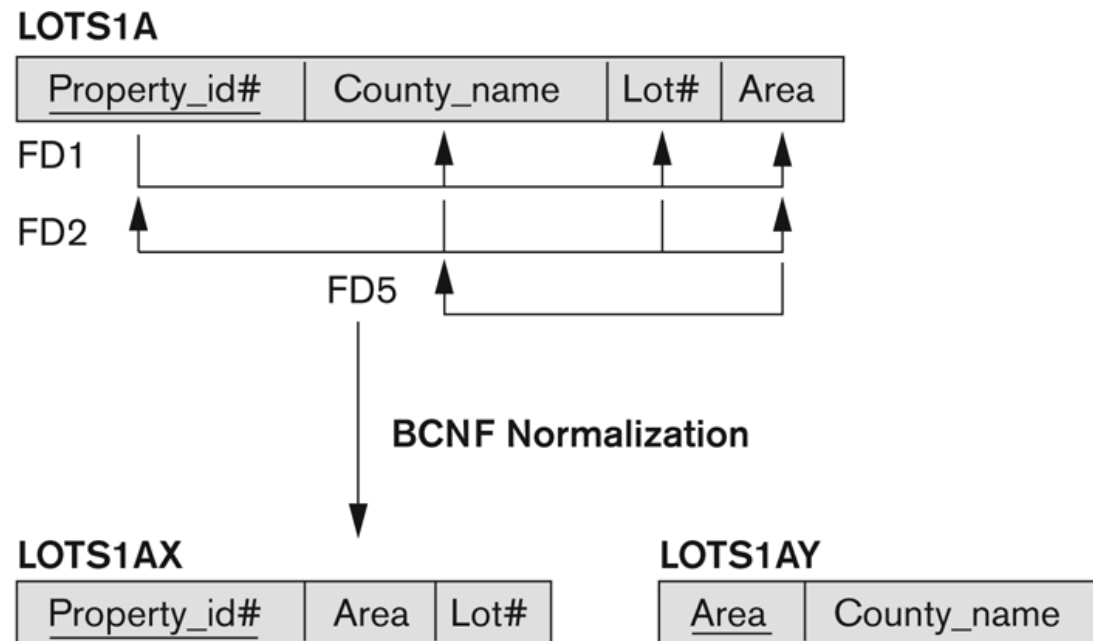 LOTS1A
Property_id# County_name Lot# Area
FD1
FD2
FD5
BCNF Normalization
LOTS1AX
Property_id# Area Lot#
LOTS1AY
Area County_name